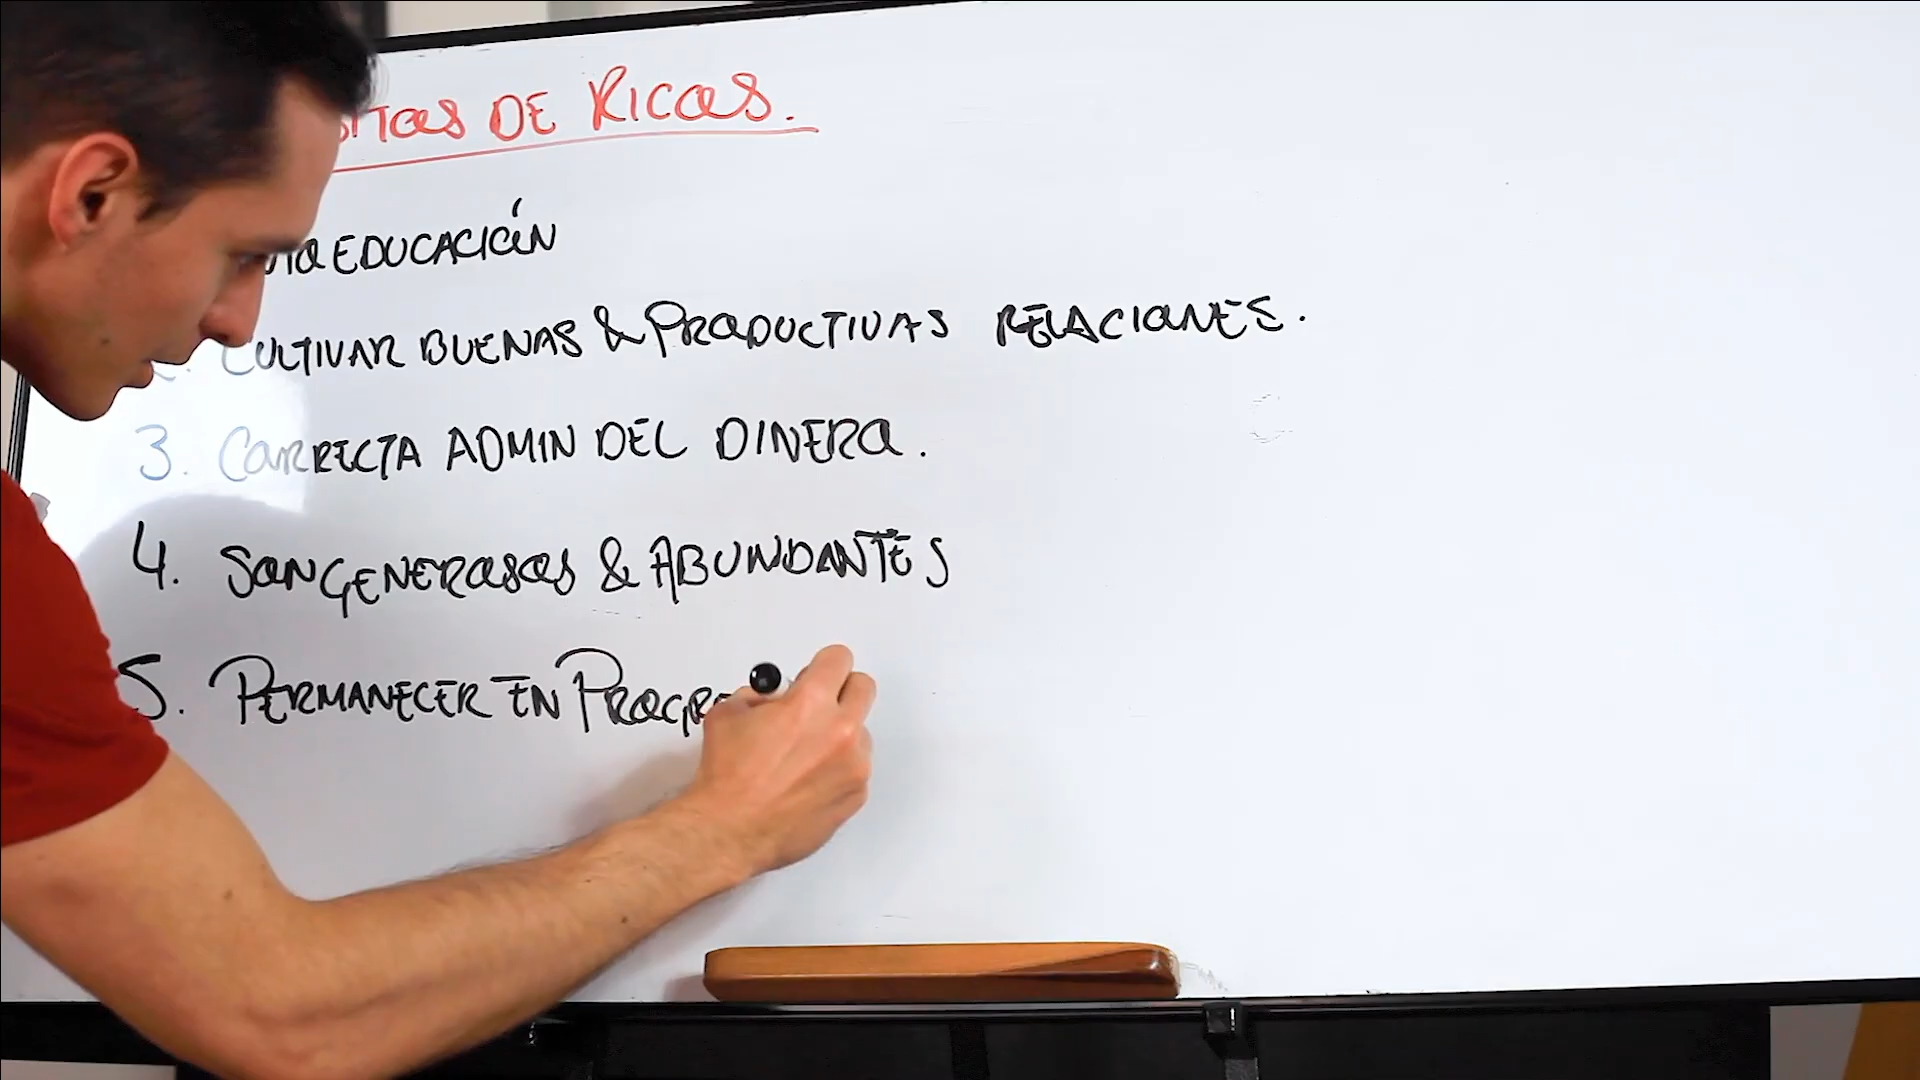 DE RICOS.
EDUCACIÓN
CULTIVAR BUENAS & PRODUCTIVAS RELACIONES.
3. CORRECTA ADMIN DEL DINERO.
4. SON GENEROSOS & ABUNDANTES
5. PERMANECER EN